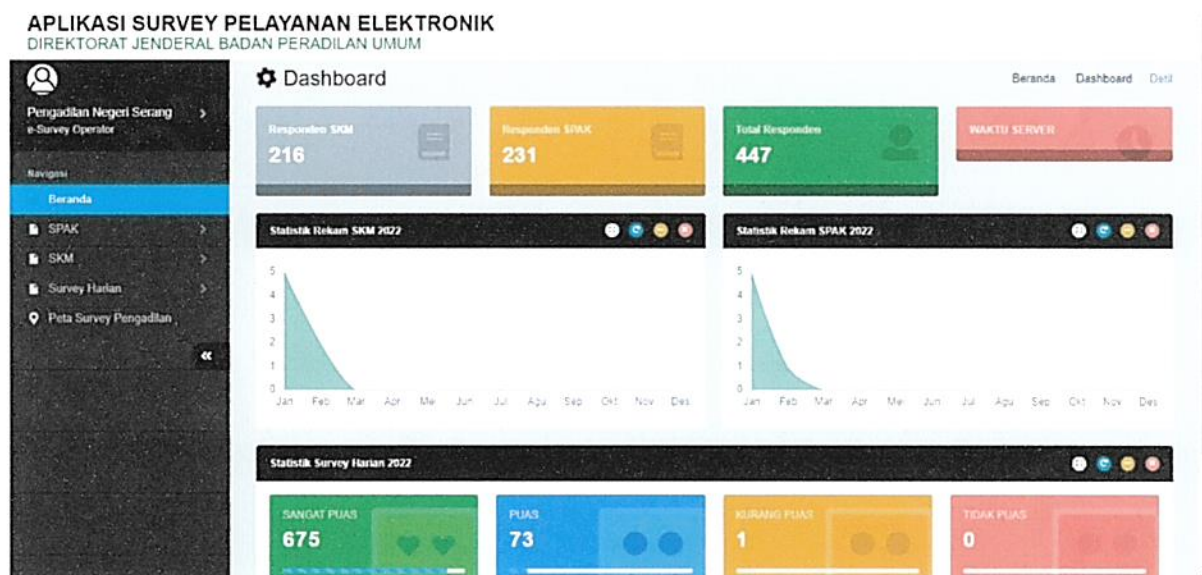 APLIKASI SURVEY PELAYANAN ELEKTRONIK
DIREKTORAT JENDERAL BADAN PERADILAN UMUM
Pengadilan Negeri Serang
e-Survey Operator
Navigasi
Beranda
SPAK
SKM
Survey Harian
Peta Survey Pengadilan
Dashboard
Beranda Dashboard Detil
Responden SKM
216
Responden SPAK
231
Total Responden
447
WAKTU SERVER
Statistik Rekam SKM 2022
5
4
3
2
1
0
Jan Feb Mar Apr Mei Jun Jul Agu Sep Okt Nov Des
Statistik Rekam SPAK 2022
5
4
3
2
1
0
Jan Feb Mar Apr Mei Jun Jul Agu Sep Okt Nov Des
Statistik Survey Harian 2022
SANGAT PUAS
675
PUAS
73
KURANG PUAS
1
TIDAK PUAS
0